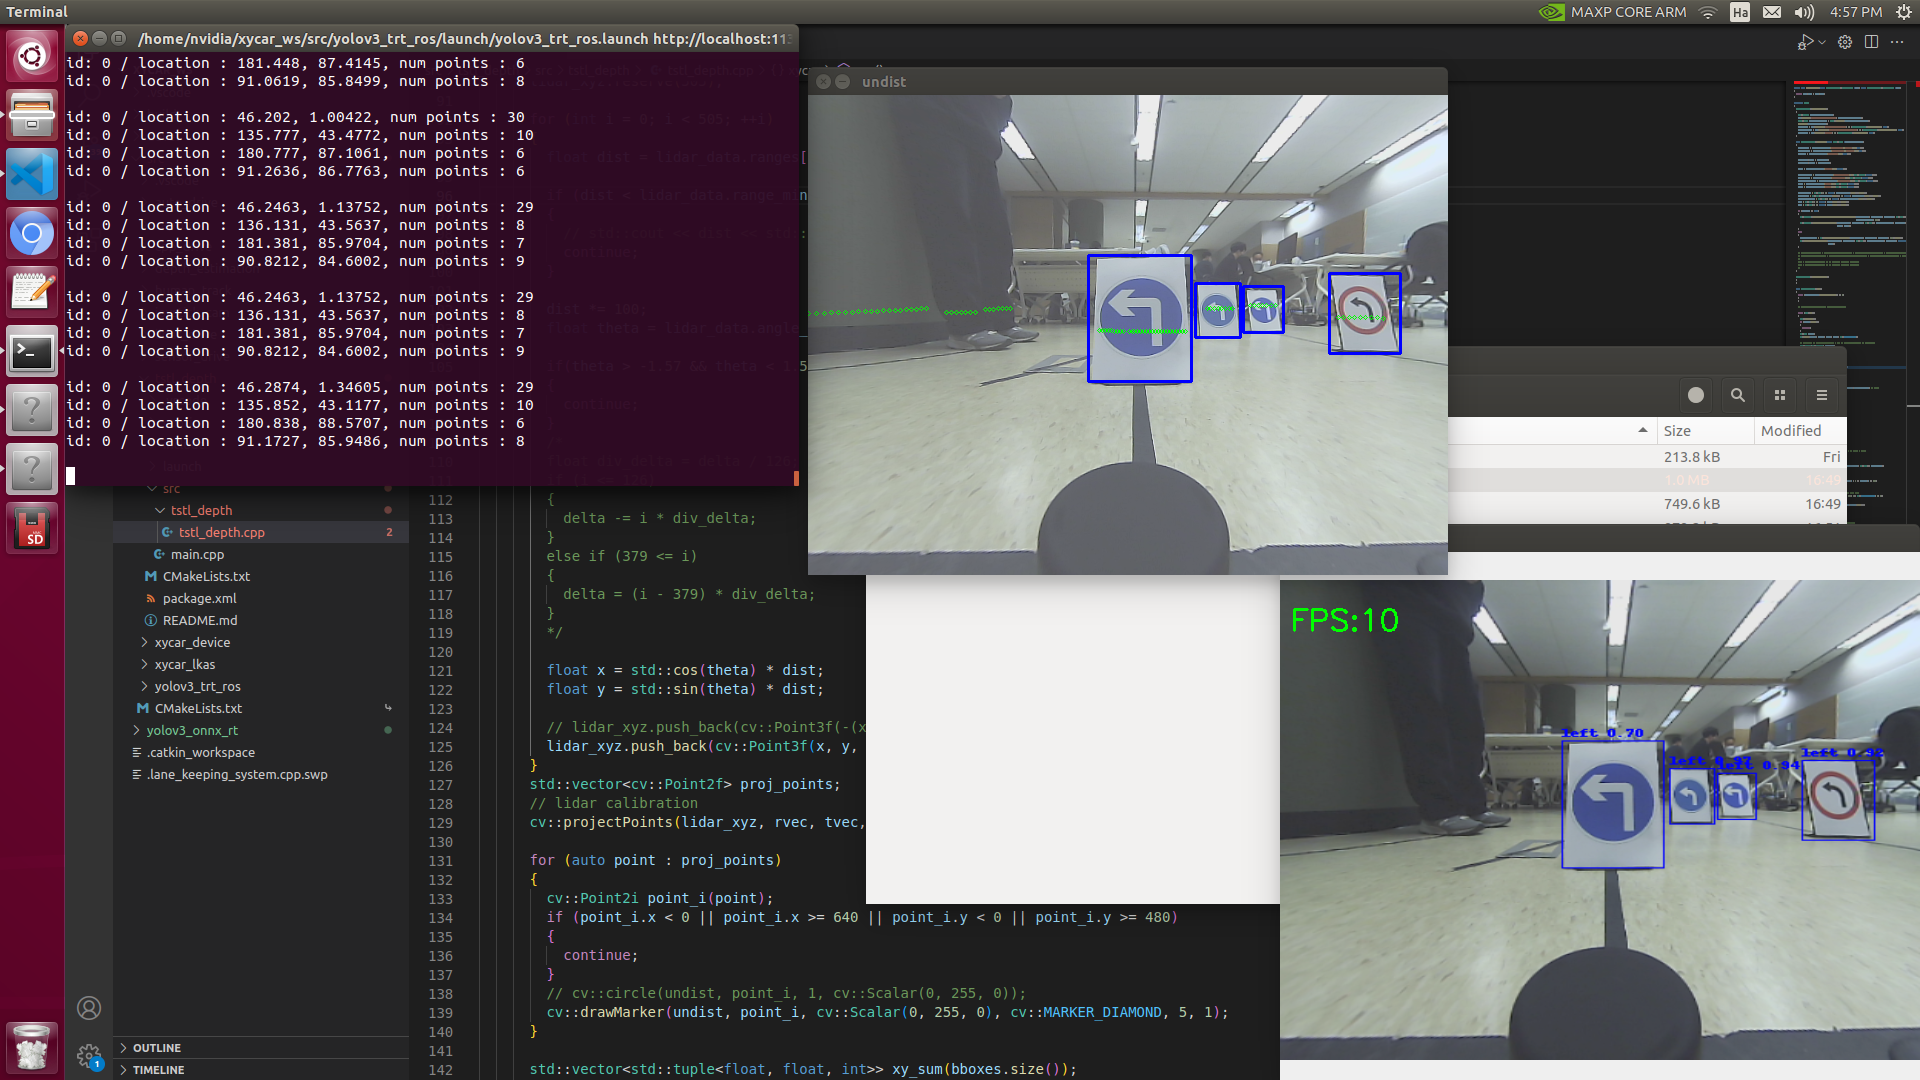 Terminal
MAXP CORE ARM
Ha
4:57 PM
/home/nvidia/xycar_ws/src/yolov3_trt_ros/launch/yolov3_trt_ros.launch http://localhost:113
id: 0 / location : 181.448, 87.4145, num points : 6
id: 0 / location : 91.0619, 85.8499, num points : 8
id: 0 / location : 46.202, 1.00422, num points : 30
id: 0 / location : 135.777, 43.4772, num points : 10
id: 0 / location : 180.777, 87.1061, num points : 6
id: 0 / location : 91.2636, 86.7763, num points : 6
id: 0 / location : 46.2463, 1.13752, num points : 29
id: 0 / location : 136.131, 43.5637, num points : 8
id: 0 / location : 181.381, 85.9704, num points : 7
id: 0 / location : 90.8212, 84.6002, num points : 9
id: 0 / location : 46.2463, 1.13752, num points : 29
id: 0 / location : 136.131, 43.5637, num points : 8
id: 0 / location : 181.381, 85.9704, num points : 7
id: 0 / location : 90.8212, 84.6002, num points : 9
id: 0 / location : 46.2874, 1.34605, num points : 29
id: 0 / location : 135.852, 43.1177, num points : 10
id: 0 / location : 180.838, 88.5707, num points : 6
id: 0 / location : 91.1727, 85.9486, num points : 8
undist
Size
Modified
213.8 kB
Fri
1.0 MB
16:49
749.6 kB
16:49
SD
src
tstl_depth
tstl_depth.cpp
2
main.cpp
CMakeLists.txt
package.xml
README.md
xycar_device
xycar_lkas
yolov3_trt_ros
CMakeLists.txt
yolov3_onnx_rt
.catkin_workspace
.lane_keeping_system.cpp.swp
OUTLINE
TIMELINE
1
112 {
113 delta -= i * div_delta;
114 }
115 else if (379 <= i)
116 {
117 delta = (i - 379) * div_delta;
118 }
119 */
120
121 float x = std::cos(theta) * dist;
122 float y = std::sin(theta) * dist;
123
124 // lidar_xyz.push_back(cv::Point3f(-(x
125 lidar_xyz.push_back(cv::Point3f(x, y,
126 }
127 std::vector<cv::Point2f> proj_points;
128 // lidar calibration
129 cv::projectPoints(lidar_xyz, rvec, tvec,
130
131 for (auto point : proj_points)
132 {
133 cv::Point2i point_i(point);
134 if (point_i.x < 0 || point_i.x >= 640 || point_i.y < 0 || point_i.y >= 480)
135 {
136 continue;
137 }
138 // cv::circle(undist, point_i, 1, cv::Scalar(0, 255, 0));
139 cv::drawMarker(undist, point_i, cv::Scalar(0, 255, 0), cv::MARKER_DIAMOND, 5, 1);
140 }
141
142 std::vector<std::tuple<float, float, int>> xy_sum(bboxes.size());
FPS:10
left 0.70
left 0.94
left 0.92